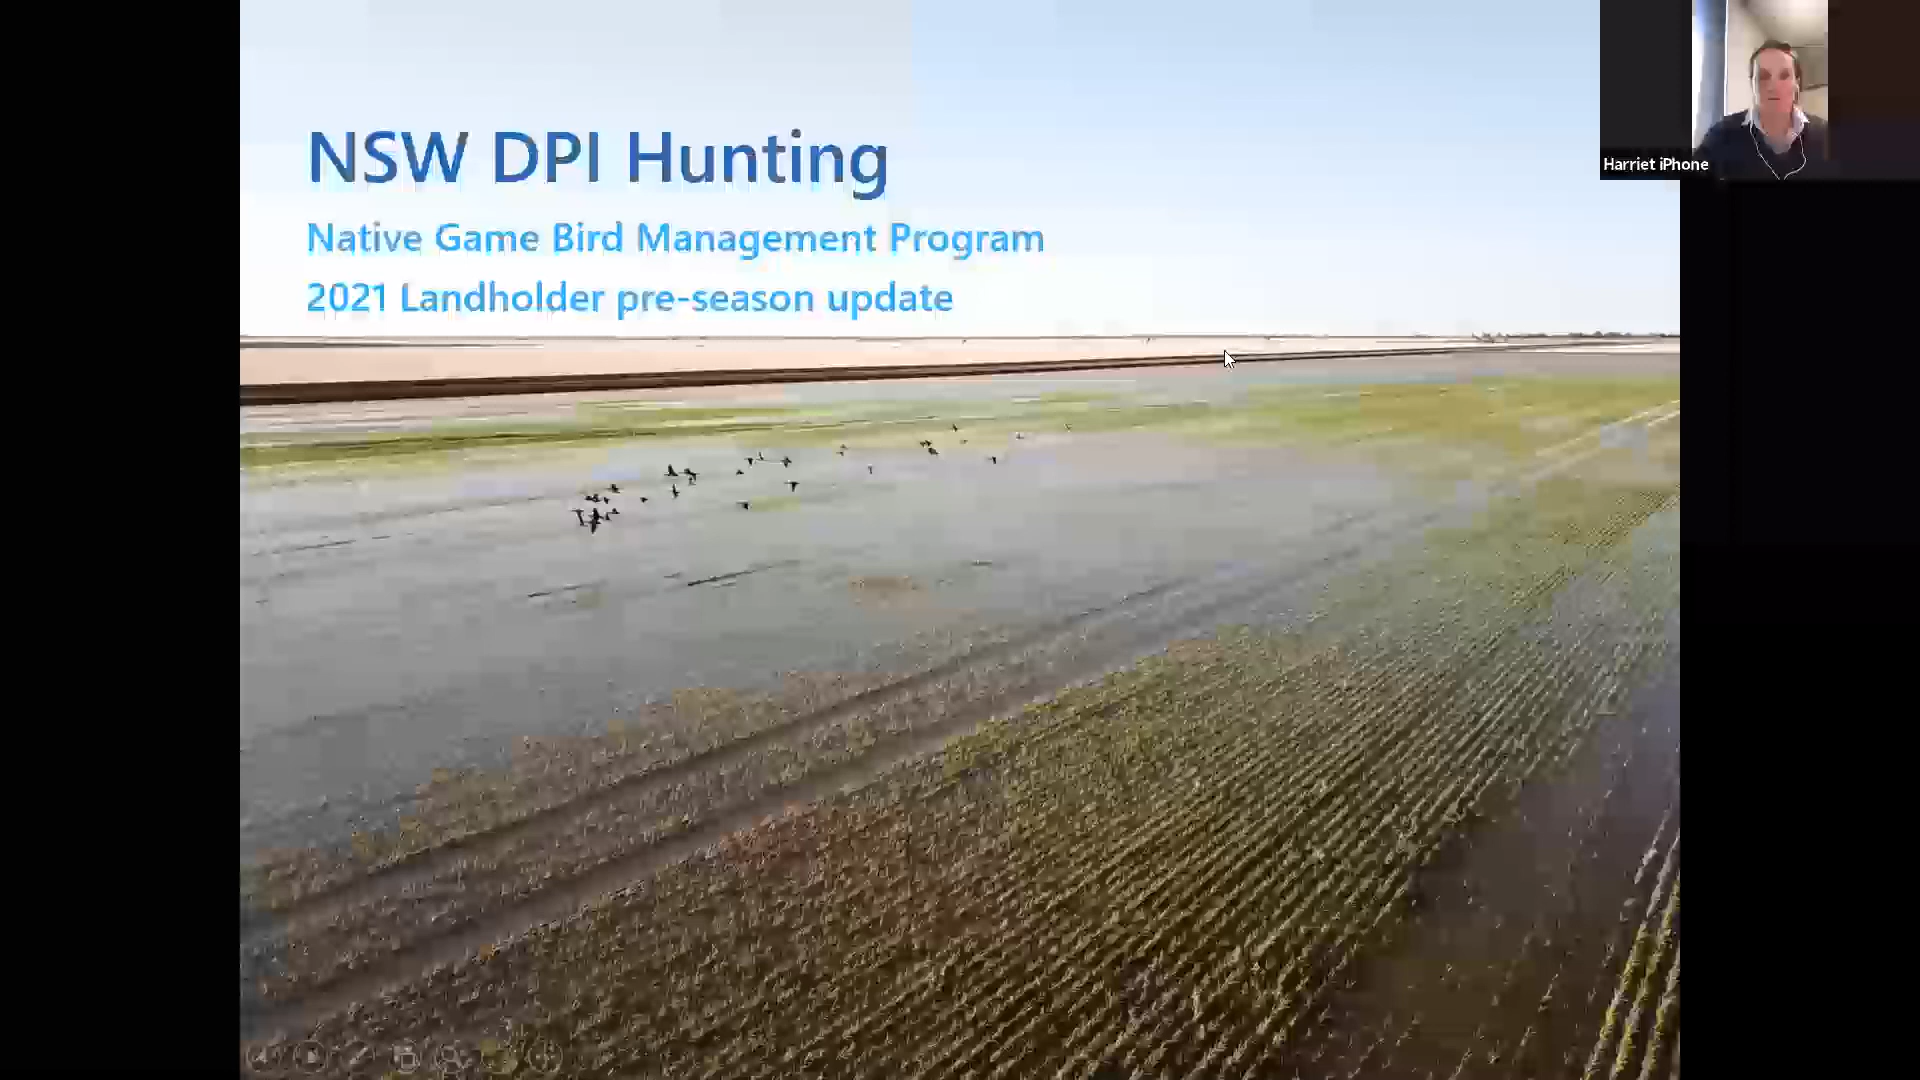 NSW DPI Hunting
Native Game Bird Management Program
2021 Landholder pre-season update
Harriet iPhone